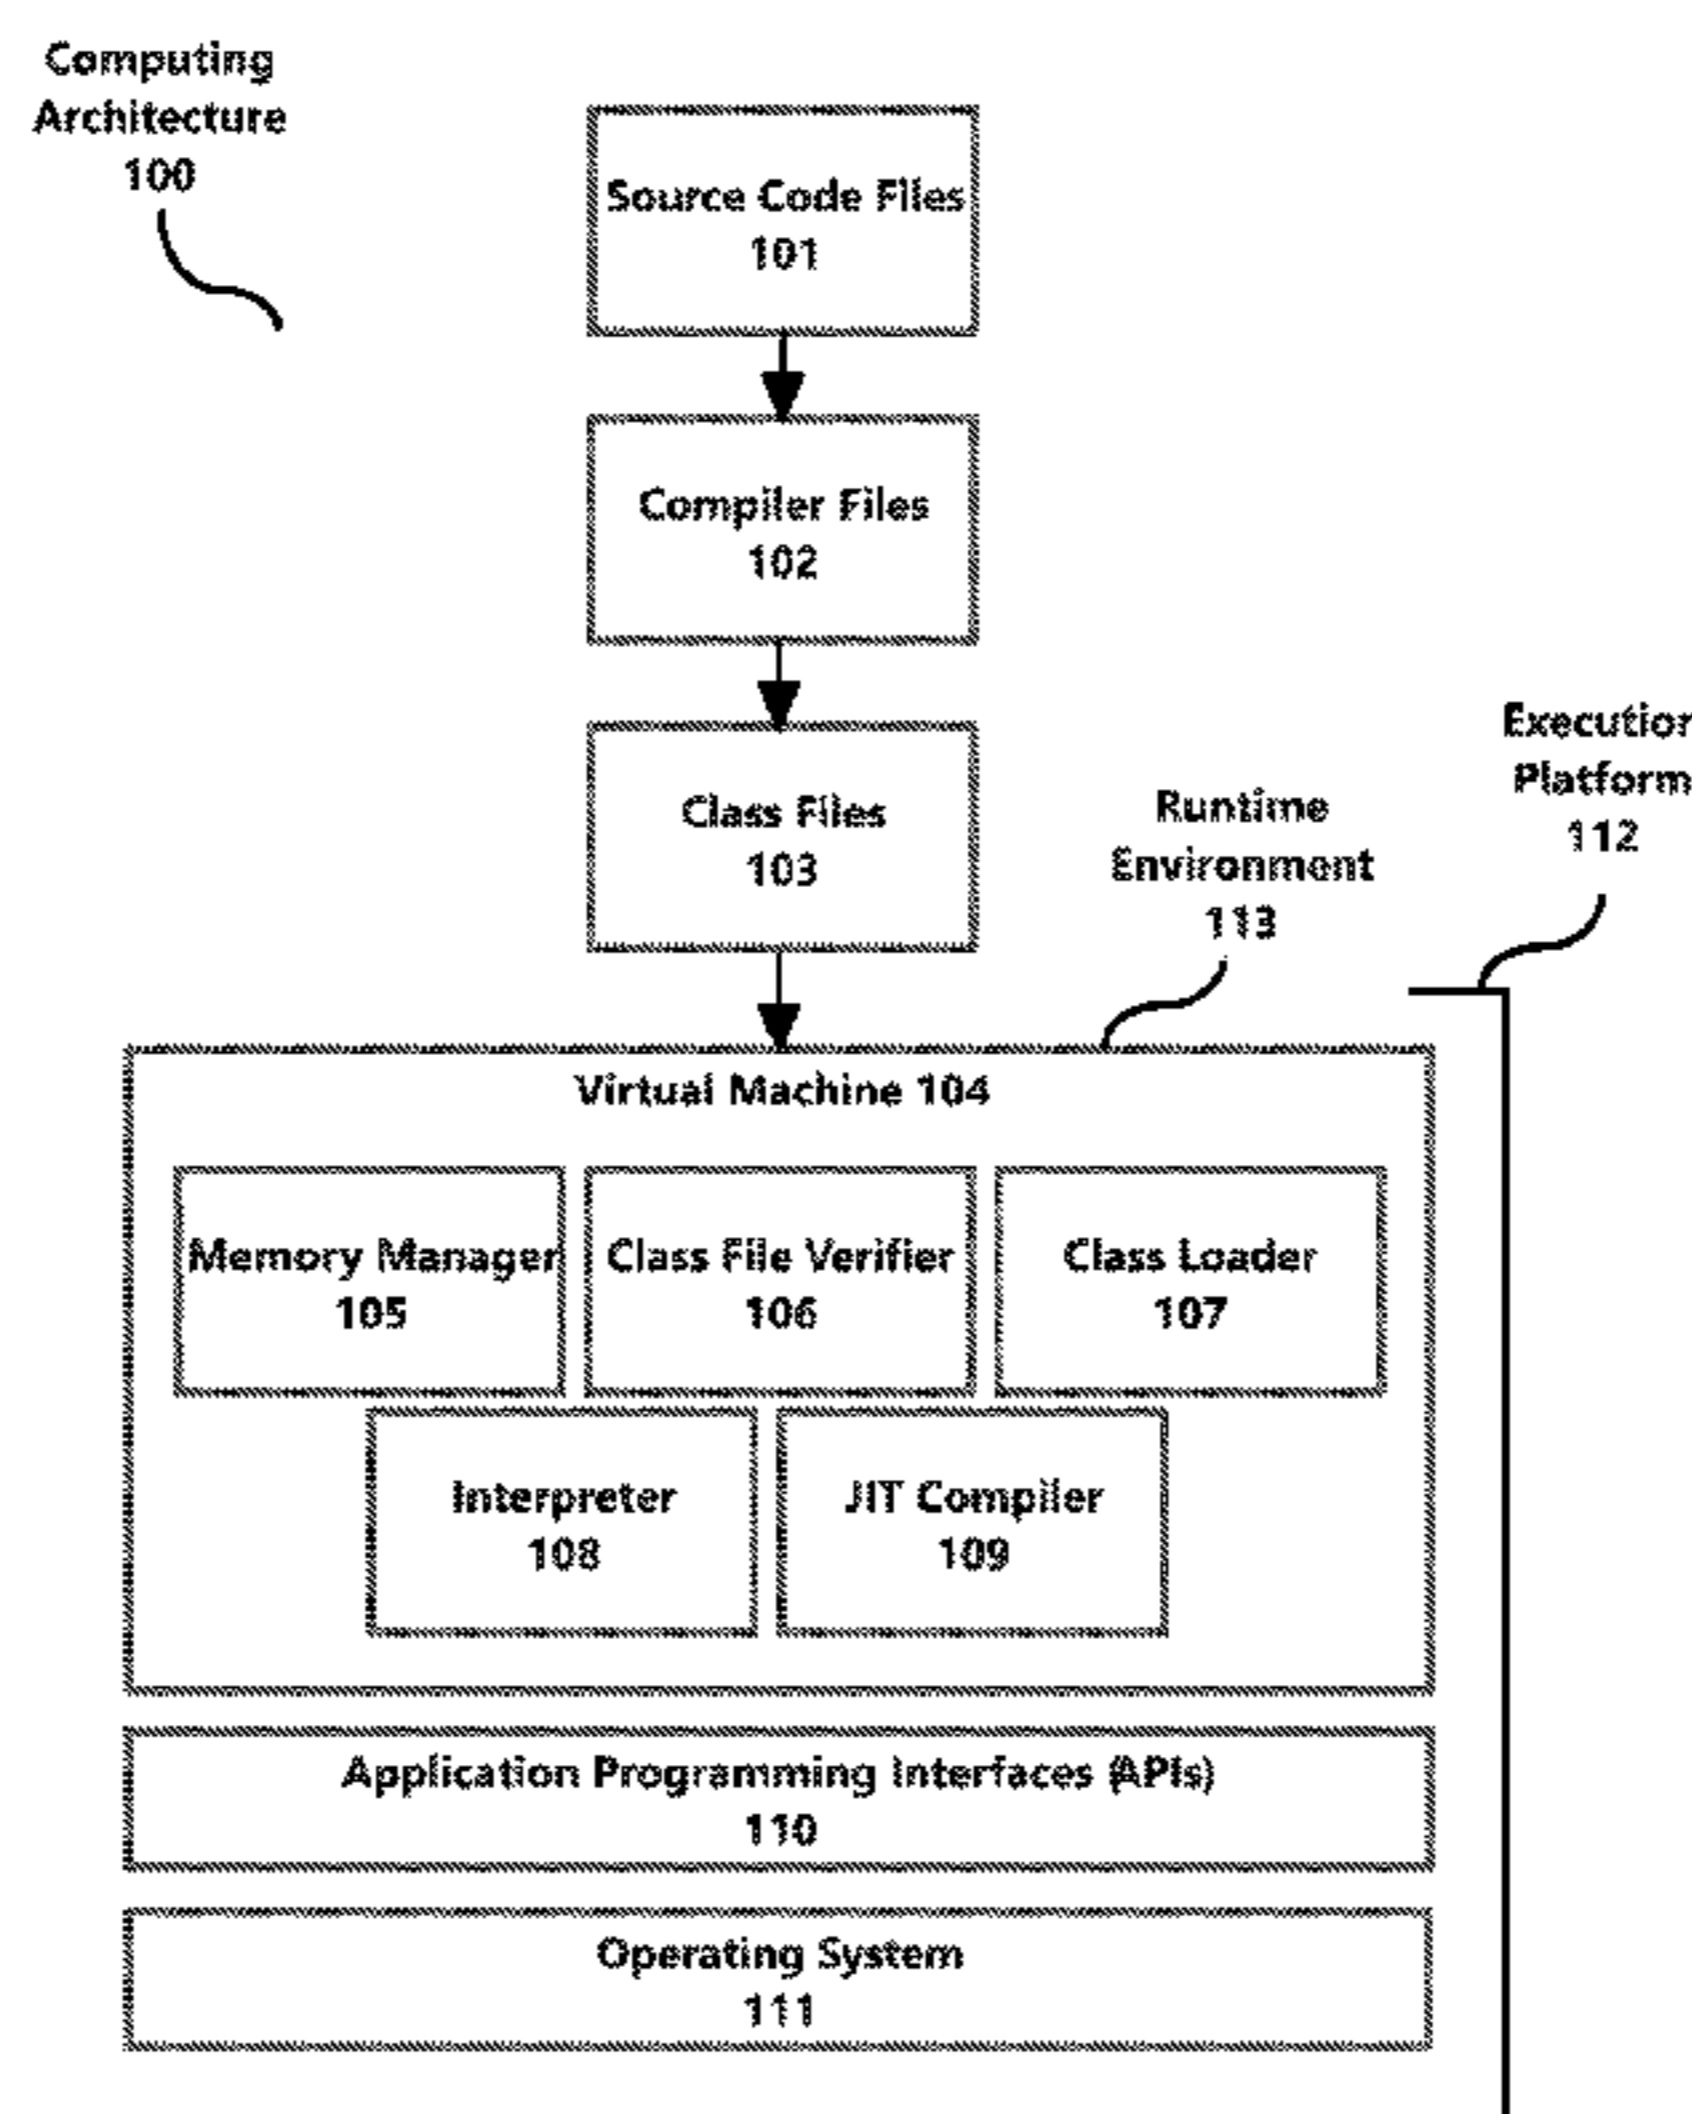 Computing
Architecture
100
Source Code Files
101
Compiler Files
102
Class Files
103
Execution
Platform
112
Runtime
Environment
113
Virtual Machine 104
Memory Manager
105
Class File Verifier
106
Class Loader
107
Interpreter
108
JIT Compiler
109
Application Programming Interfaces (APIs)
110
Operating System
111